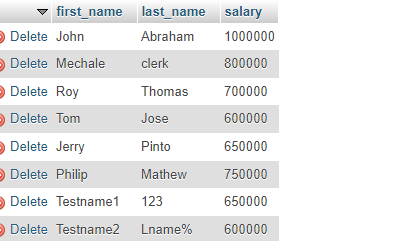 first_name last_name salary
Delete John Abraham 1000000
Delete Mechale clerk 800000
Delete Roy Thomas 700000
Delete Tom Jose 600000
Delete Jerry Pinto 650000
Delete Philip Mathew 750000
Delete Testname1 123 650000
Delete Testname2 Lname% 600000